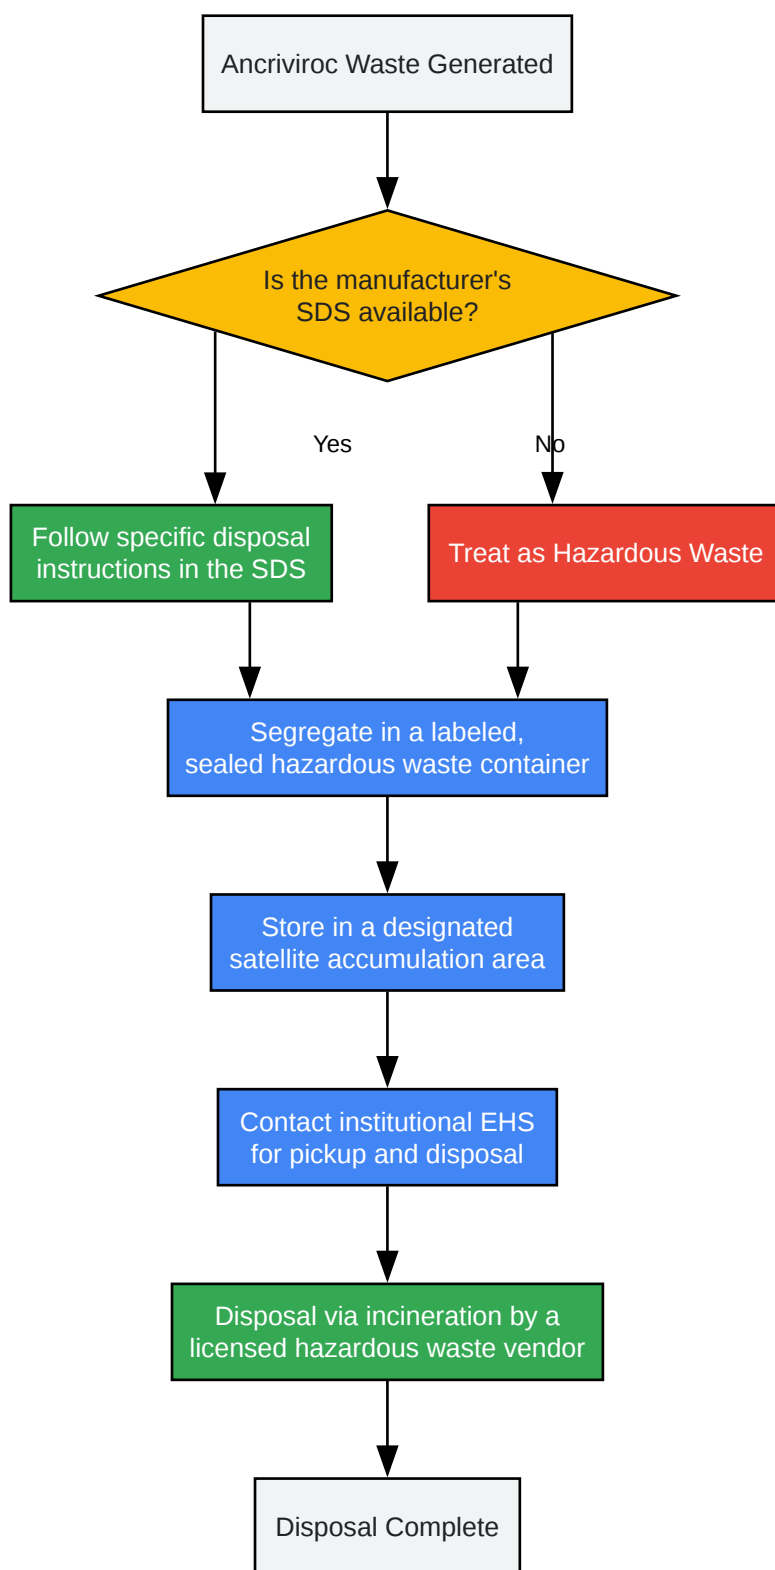 Ancriviroc Waste Generated
Is the manufacturer's
SDS available?
Yes
No
Follow specific disposal
instructions in the SDS
Treat as Hazardous Waste
Segregate in a labeled,
sealed hazardous waste container
Store in a designated
satellite accumulation area
Contact institutional EHS
for pickup and disposal
Disposal via incineration by a
licensed hazardous waste vendor
Disposal Complete